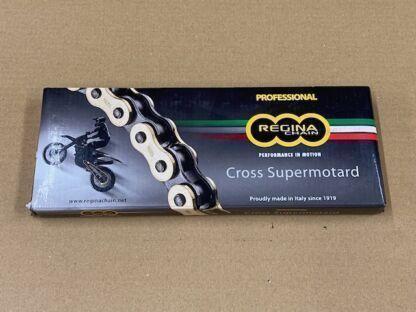 PROFESSIONAL
REGINA
CHAIN
PERFORMANCE IN MOTION
Cross Supermotard
www.reginachain.net
Proudly made in Italy since 1919